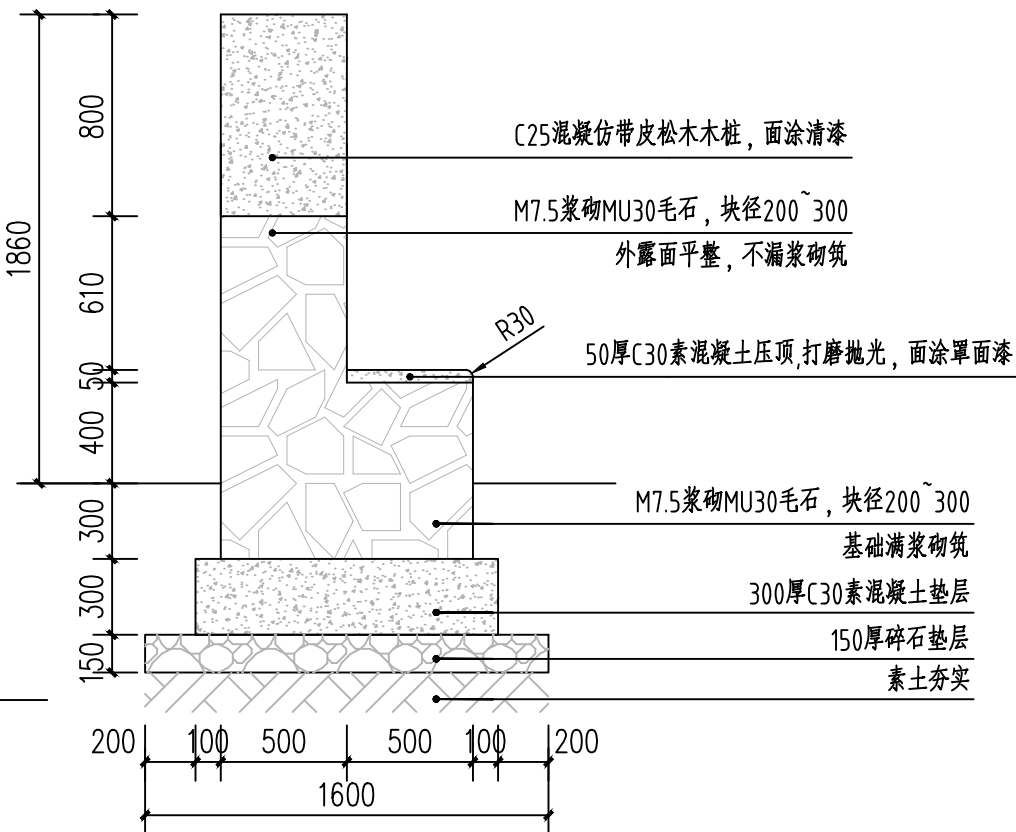 800
C25混凝仿带皮松木木桩，面涂清漆
M7.5浆砌MU30毛石，块径200~300
外露面平整，不漏浆砌筑
1860
610
R30
50厚C30素混凝土压顶,打磨抛光，面涂罩面漆
50
400
M7.5浆砌MU30毛石，块径200~300
300
基础满浆砌筑
300
300厚C30素混凝土垫层
150
150厚碎石垫层
素土夯实
200 100 500 500 100 200
1600